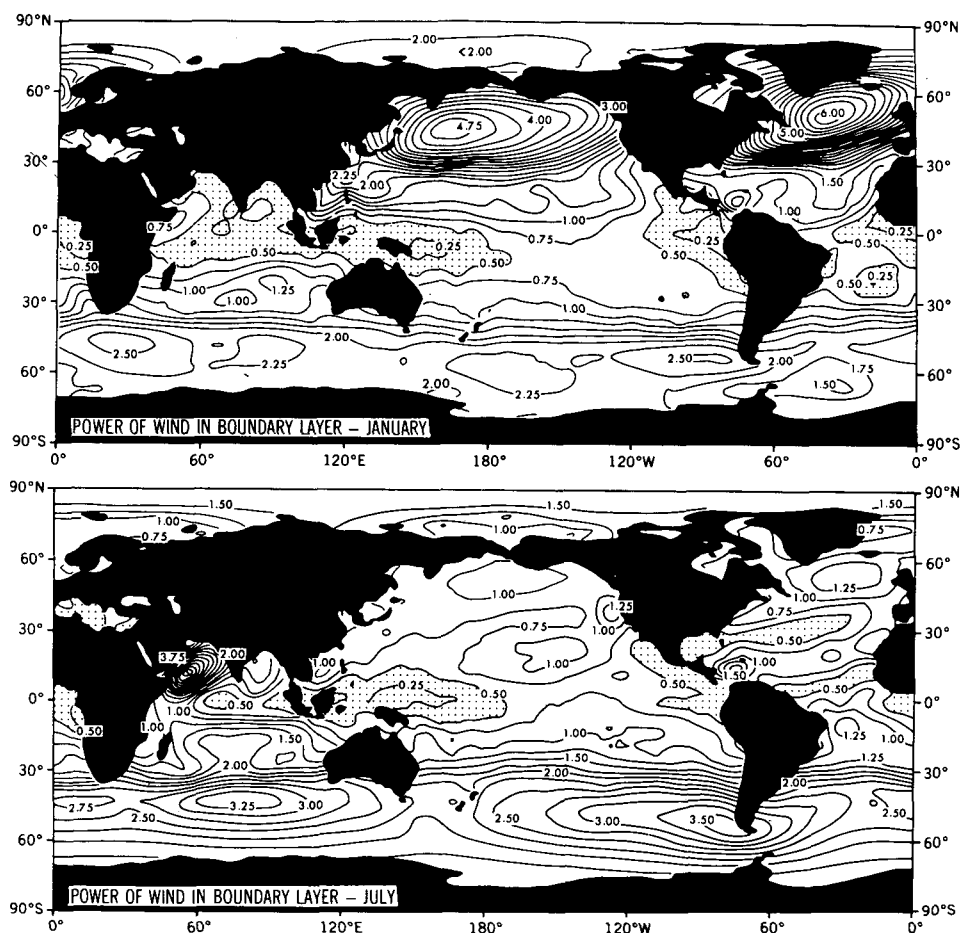 90°N 90°N
2.00
<2.00
60° 3.00 6.00 60°
4.75 4.00 5.00
30° 30°
2.25 2.00 1.50
0.75 1.00 1.00
0° 0.25 0.75 0.25 0.50 0°
0.50 0.50 0.25 0.50 0.50 0.25
1.00 1.25 0.75 0.50 0.25
30° 1.00 1.00 30°
2.50 2.00 2.50 2.00
60° 2.25 2.00 2.25 1.50 1.75 60°
POWER OF WIND IN BOUNDARY LAYER – JANUARY
90°S 90°S
0° 60° 120°E 180° 120°W 60° 0°
90°N 90°N
1.50 1.50 1.50
1.00 1.00 0.75
0.75
60° 60°
1.00 1.00 1.25
1.25 0.75
30° 0.75 1.00 0.50 30°
3.75 2.00 1.00 1.00 1.00
1.50
0° 0.50 0.25 0.50 0.50 0.50 0°
1.00
0.50 1.00 1.00 1.25 1.00
1.50 1.50 1.25
30° 2.00 2.00 2.00 30°
2.75 3.25 3.00
2.50 2.50 3.00 3.50 2.50
60° 60°
POWER OF WIND IN BOUNDARY LAYER – JULY
90°S 90°S
0° 60° 120°E 180° 120°W 60° 0°